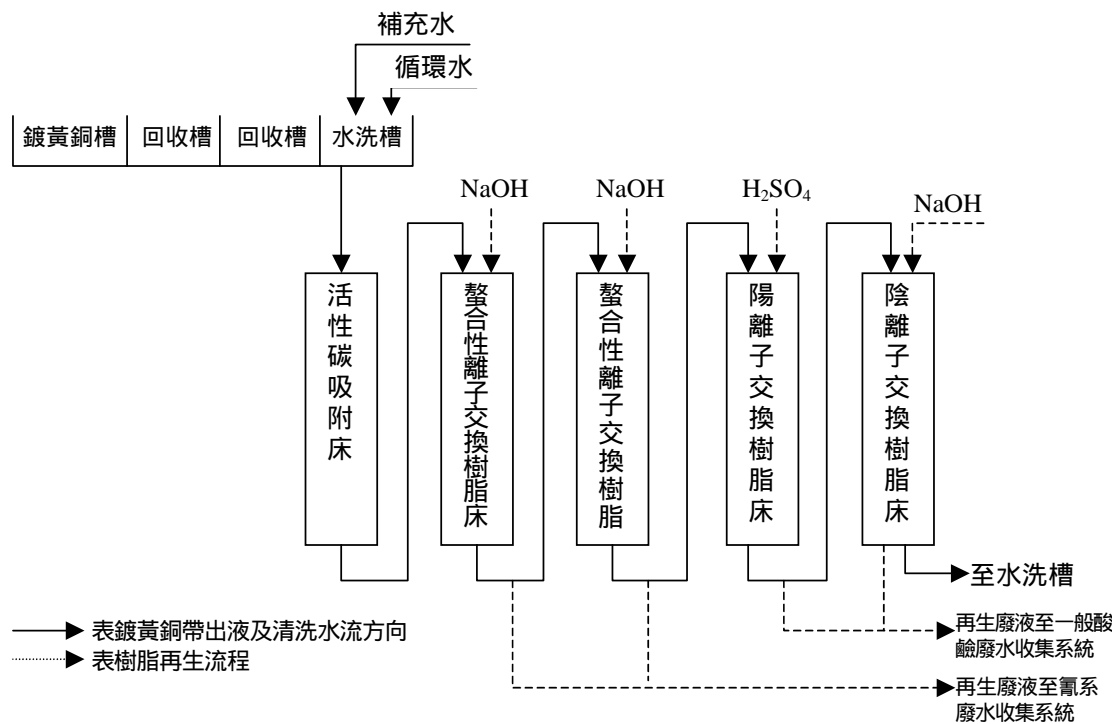 補充水
循環水
鍍黃銅槽
回收槽
回收槽
水洗槽
NaOH
NaOH
H₂SO₄
NaOH
活性碳吸附床
螯合性離子交換樹脂床
螯合性離子交換樹脂
陽離子交換樹脂床
陰離子交換樹脂床
至水洗槽
表鍍黃銅帶出液及清洗水流方向
表樹脂再生流程
再生廢液至一般酸
鹼廢水收集系統
再生廢液至氰系
廢水收集系統